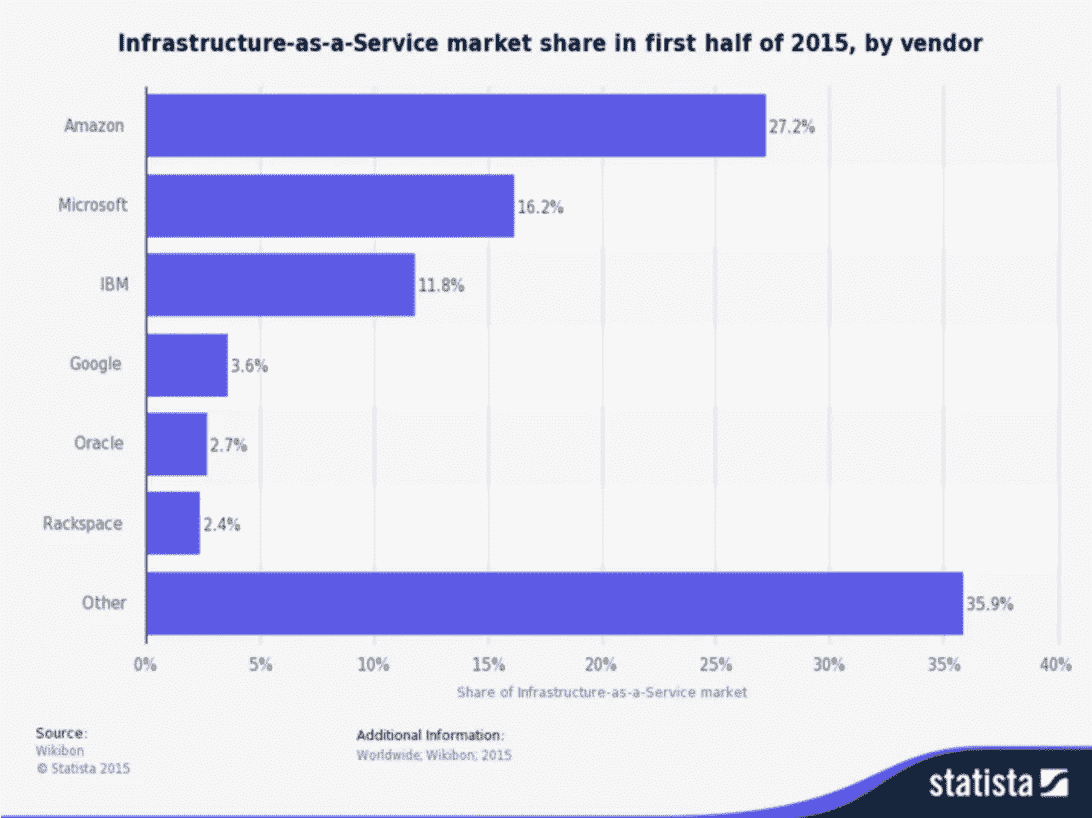 Infrastructure-as-a-Service market share in first half of 2015, by vendor
Amazon 27.2%
Microsoft 16.2%
IBM 11.8%
Google 3.6%
Oracle 2.7%
Rackspace 2.4%
Other 35.9%
0% 5% 10% 15% 20% 25% 30% 35% 40%
Share of Infrastructure-as-a-Service market
Source:
Wikibon
© Statista 2015
Additional Information:
Worldwide; Wikibon; 2015
statista